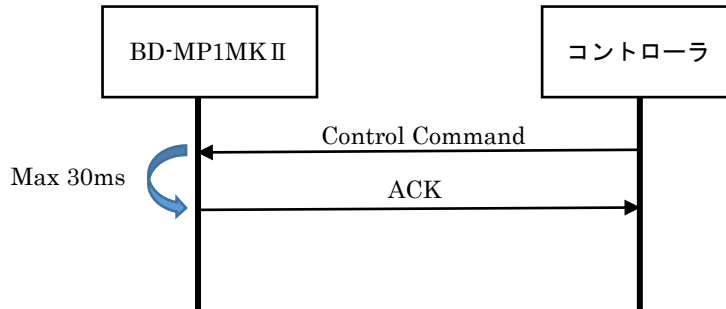 BD-MP1MKⅡ
コントローラ
Control Command
Max 30ms
ACK